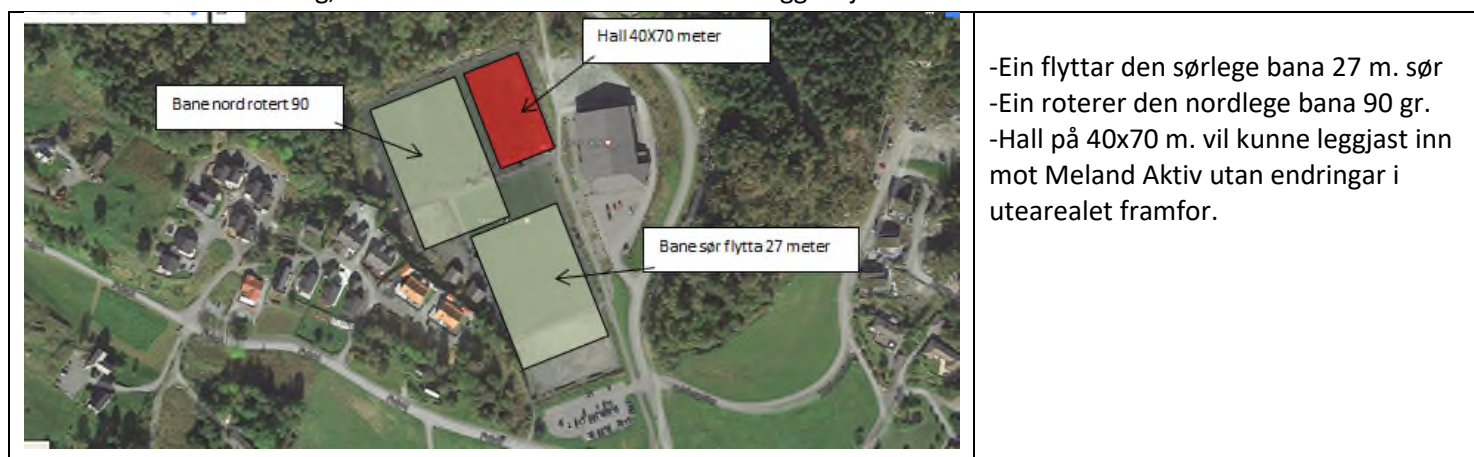 Hall 40X70 meter
Bane nord rotert 90
Bane sør flytta 27 meter
-Ein flyttar den sørlege bana 27 m. sør
-Ein roterer den nordlege bana 90 gr.
-Hall på 40x70 m. vil kunne leggjast inn
mot Meland Aktiv utan endringar i
utearealet framfor.